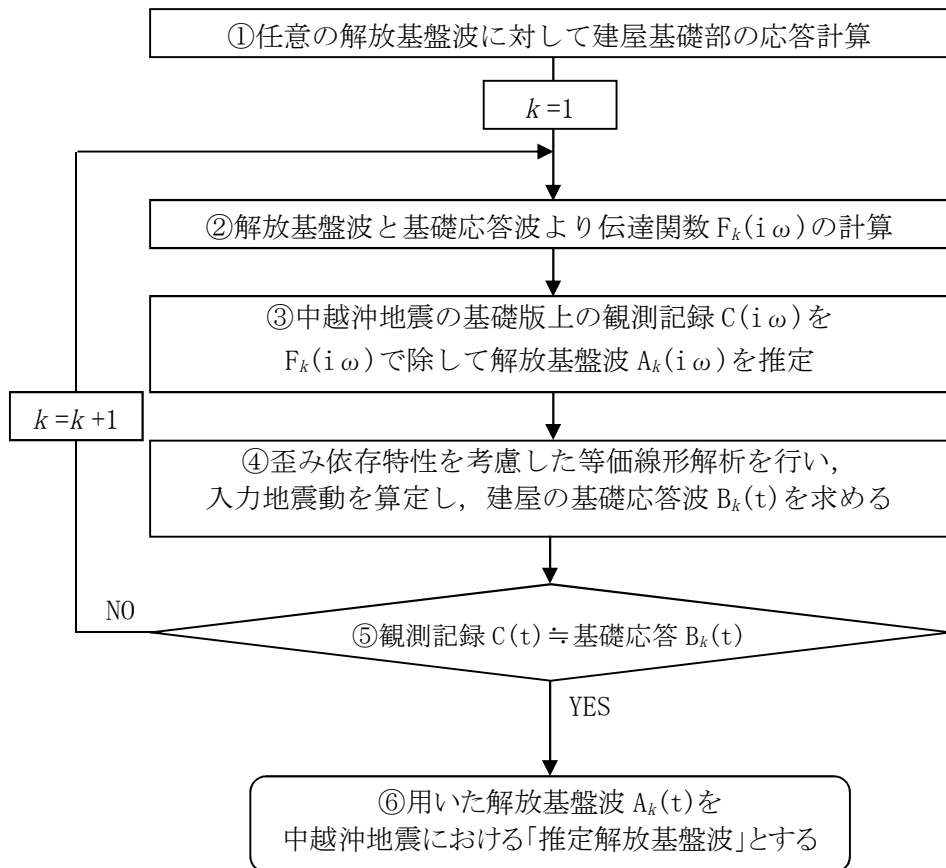 ①任意の解放基盤波に対して建屋基礎部の応答計算
k=1
②解放基盤波と基礎応答波より伝達関数 Fk(iω)の計算
③中越沖地震の基礎版上の観測記録 C(iω)を
Fk(iω)で除して解放基盤波 Ak(iω)を推定
k=k+1
④歪み依存特性を考慮した等価線形解析を行い，
入力地震動を算定し，建屋の基礎応答波 Bk(t)を求める
NO
⑤観測記録 C(t)≒基礎応答 Bk(t)
YES
⑥用いた解放基盤波 Ak(t)を
中越沖地震における「推定解放基盤波」とする